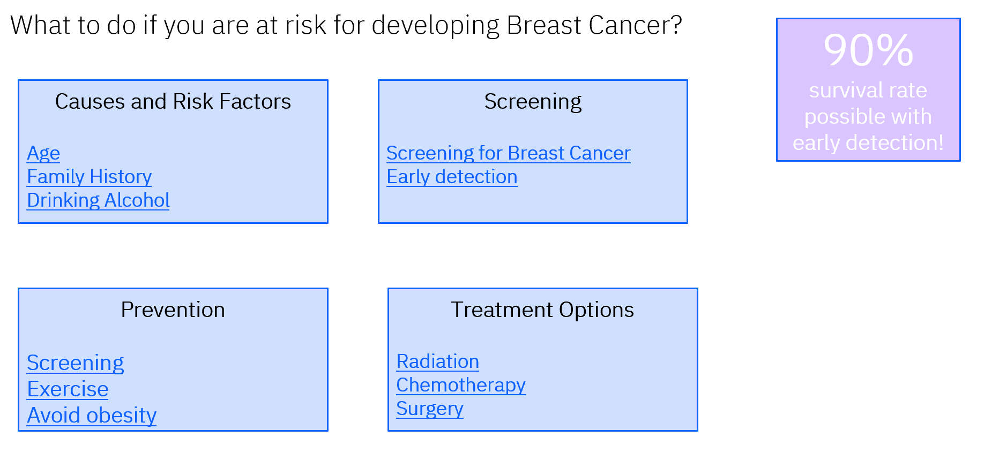 What to do if you are at risk for developing Breast Cancer?
90%
survival rate
possible with
early detection!
Causes and Risk Factors
Age
Family History
Drinking Alcohol
Screening
Screening for Breast Cancer
Early detection
Prevention
Screening
Exercise
Avoid obesity
Treatment Options
Radiation
Chemotherapy
Surgery